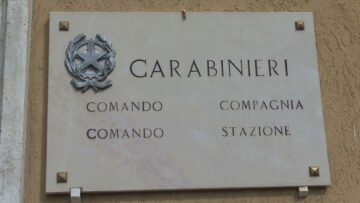 CARABINIERI
COMANDO COMPAGNIA
COMANDO STAZIONE